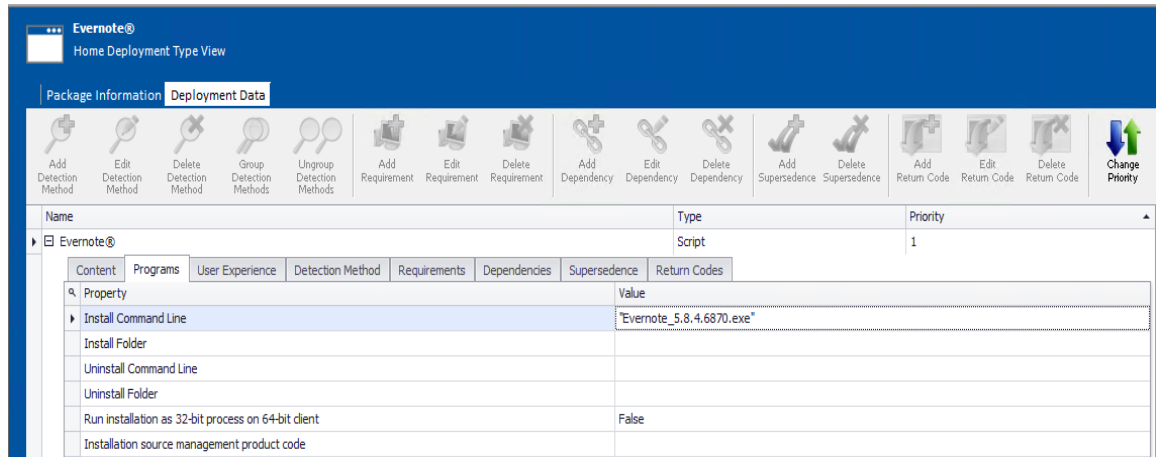 Evernote®
Home Deployment Type View
Package Information Deployment Data
Add Detection Method
Edit Detection Method
Delete Detection Method
Group Detection Methods
Ungroup Detection Methods
Add Requirement
Edit Requirement
Delete Requirement
Add Dependency
Edit Dependency
Delete Dependency
Add Supersedence
Delete Supersedence
Add Return Code
Edit Return Code
Delete Return Code
Change Priority
Name Type Priority
Evernote® Script 1
Content Programs User Experience Detection Method Requirements Dependencies Supersedence Return Codes
Property Value
Install Command Line "Evernote_5.8.4.6870.exe"
Install Folder
Uninstall Command Line
Uninstall Folder
Run installation as 32-bit process on 64-bit client False
Installation source management product code